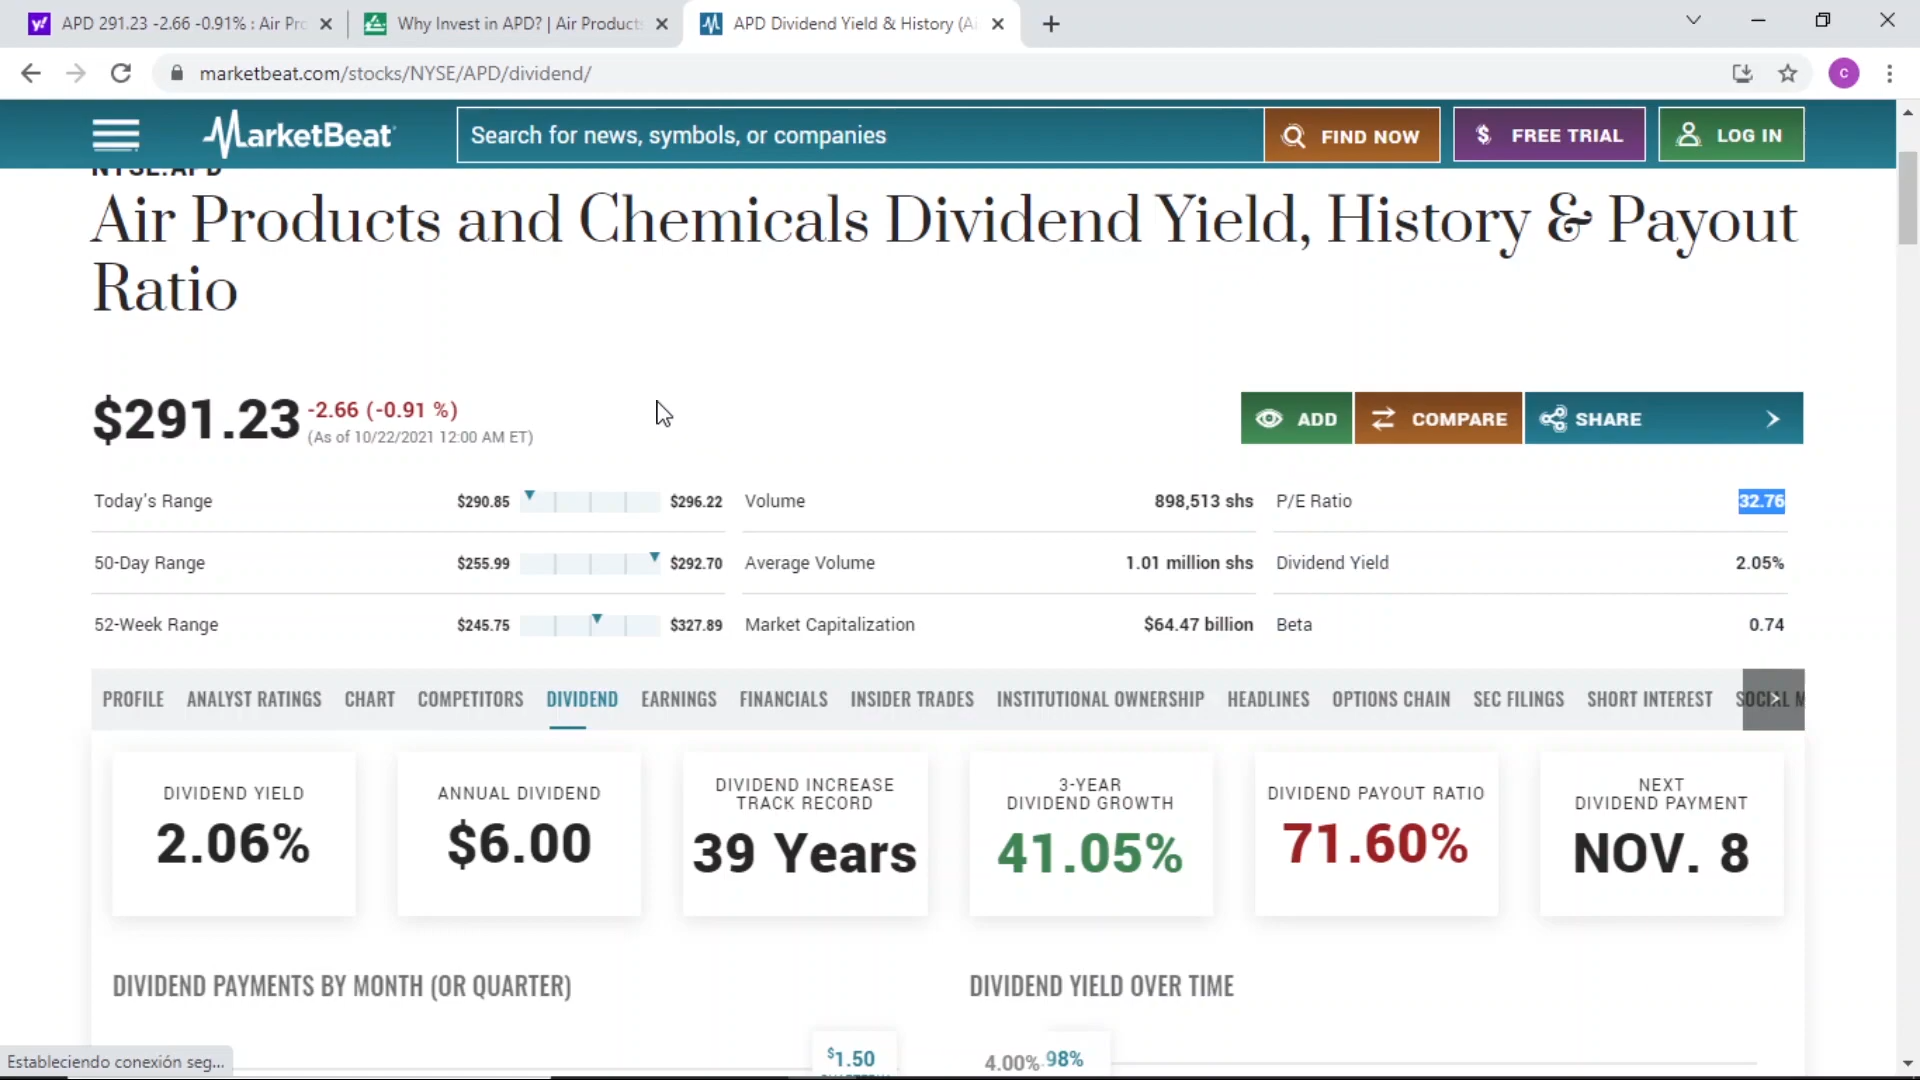 APD 291.23 -2.66 -0.91% : Air Pro
Why Invest in APD? | Air Products
APD Dividend Yield & History (Ai
marketbeat.com/stocks/NYSE/APD/dividend/
C
MarketBeat
Search for news, symbols, or companies
FIND NOW
$ FREE TRIAL
LOG IN
NYSE:APD
Air Products and Chemicals Dividend Yield, History & Payout
Ratio
$291.23 -2.66 (-0.91 %)
(As of 10/22/2021 12:00 AM ET)
ADD
COMPARE
SHARE
Today's Range $290.85 $296.22 Volume 898,513 shs P/E Ratio 32.76
50-Day Range $255.99 $292.70 Average Volume 1.01 million shs Dividend Yield 2.05%
52-Week Range $245.75 $327.89 Market Capitalization $64.47 billion Beta 0.74
PROFILE ANALYST RATINGS CHART COMPETITORS DIVIDEND EARNINGS FINANCIALS INSIDER TRADES INSTITUTIONAL OWNERSHIP HEADLINES OPTIONS CHAIN SEC FILINGS SHORT INTEREST SOCIAL M
DIVIDEND YIELD
2.06%
ANNUAL DIVIDEND
$6.00
DIVIDEND INCREASE
TRACK RECORD
39 Years
3-YEAR
DIVIDEND GROWTH
41.05%
DIVIDEND PAYOUT RATIO
71.60%
NEXT
DIVIDEND PAYMENT
NOV. 8
DIVIDEND PAYMENTS BY MONTH (OR QUARTER)
DIVIDEND YIELD OVER TIME
$1.50
4.00% 98%
Estableciendo conexión seg...